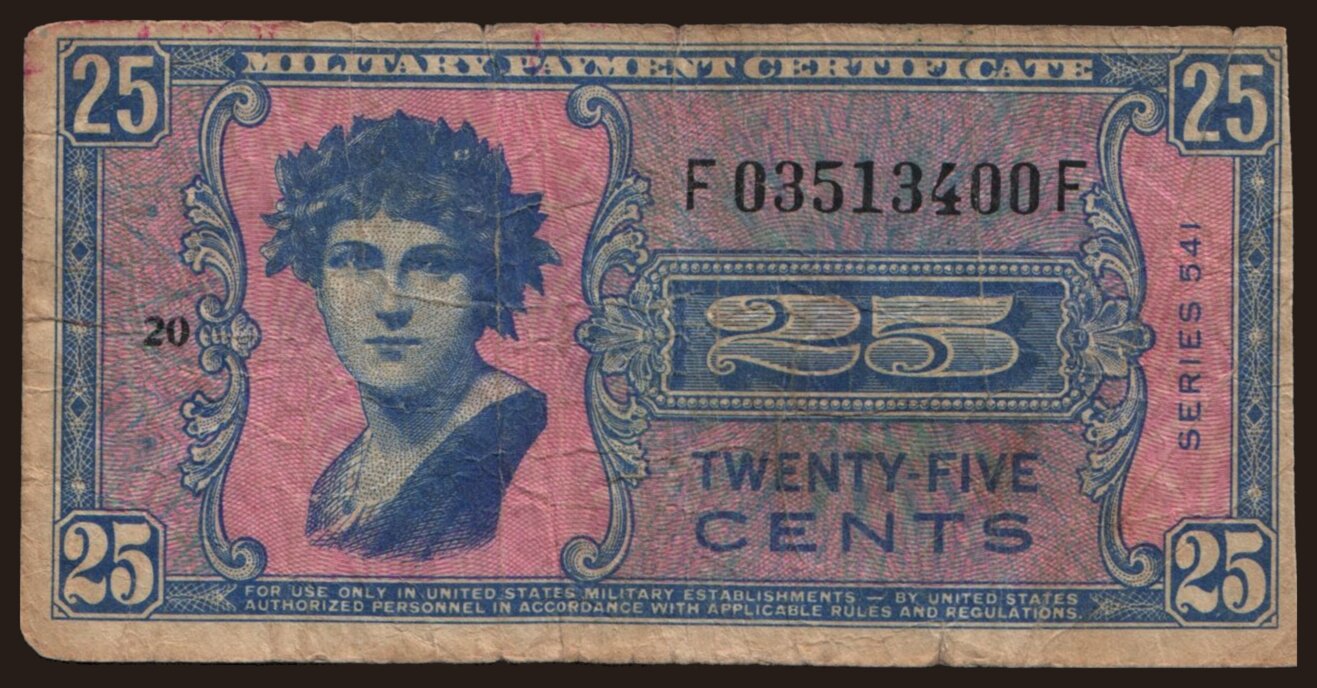 25 MILITARY PAYMENT CERTIFICATE 25
F 03513400 F
SERIES 541
20
25
TWENTY-FIVE
CENTS
25 FOR USE ONLY IN UNITED STATES MILITARY ESTABLISHMENTS — BY UNITED STATES 25
AUTHORIZED PERSONNEL IN ACCORDANCE WITH APPLICABLE RULES AND REGULATIONS.